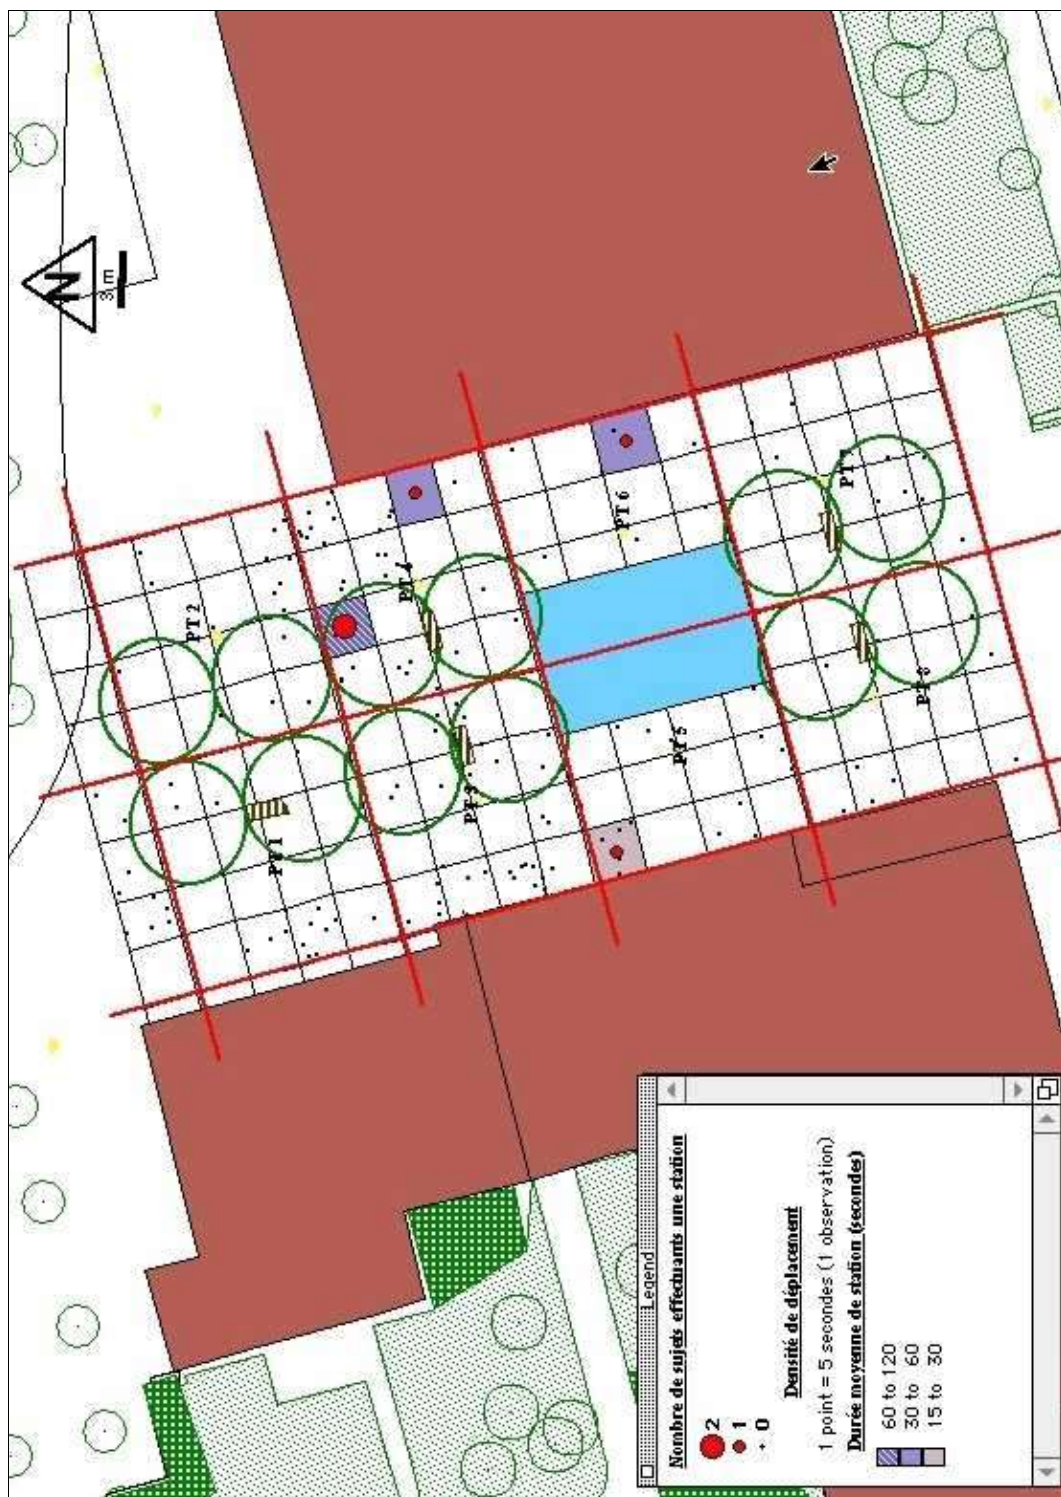 N
3 m
PT 2
PT 1
PT 4
PT 3
PT 6
PT 5
PT 7
PT 8
Legend
Nombre de sujets effectuants une station
2
1
0
Densité de déplacement
1 point = 5 secondes (1 observation)
Durée moyenne de station (secondes)
60 to 120
30 to 60
15 to 30